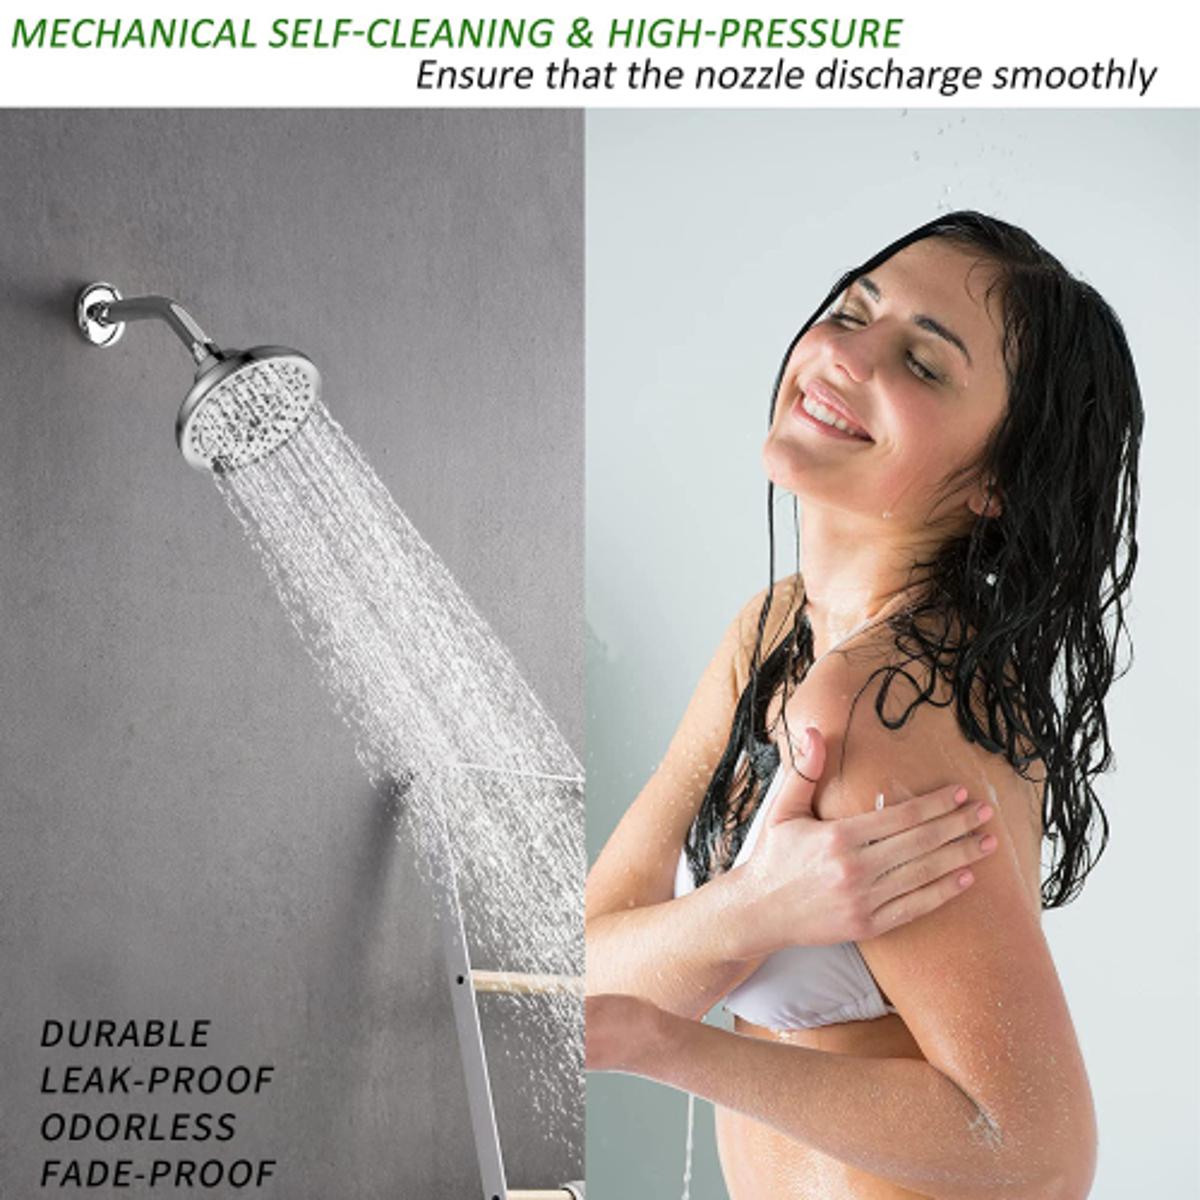 MECHANICAL SELF-CLEANING & HIGH-PRESSURE
Ensure that the nozzle discharge smoothly
DURABLE
LEAK-PROOF
ODORLESS
FADE-PROOF